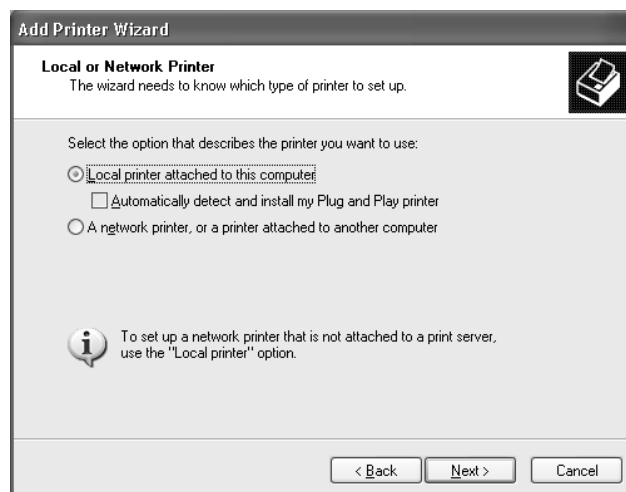 Add Printer Wizard
Local or Network Printer
The wizard needs to know which type of printer to set up.
Select the option that describes the printer you want to use:
Local printer attached to this computer
Automatically detect and install my Plug and Play printer
A network printer, or a printer attached to another computer
To set up a network printer that is not attached to a print server,
use the "Local printer" option.
< Back
Next >
Cancel